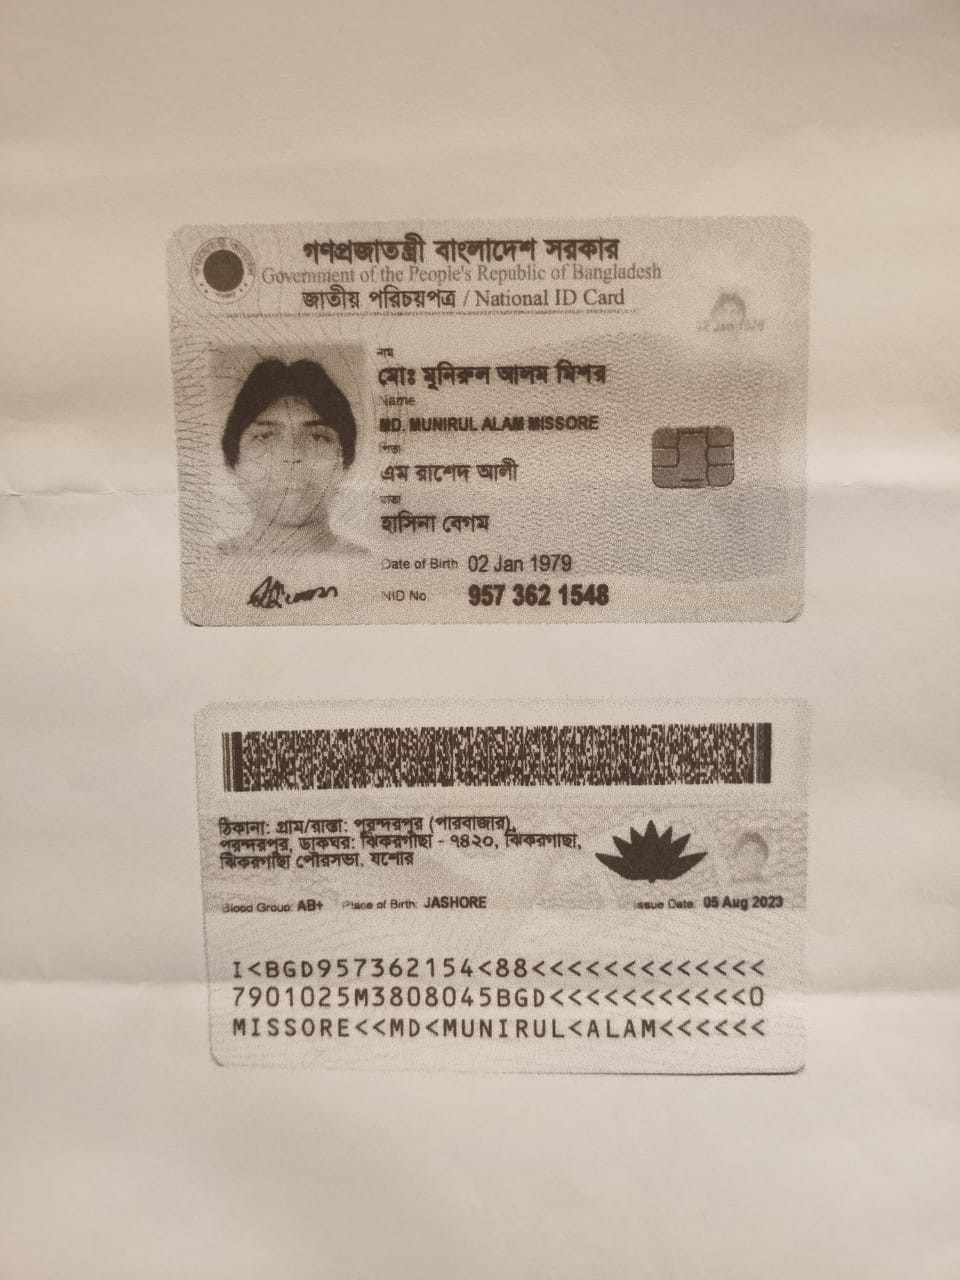 গণপ্রজাতন্ত্রী বাংলাদেশ সরকার
Government of the People's Republic of Bangladesh
জাতীয় পরিচয়পত্র / National ID Card
নাম
মোঃ মুনিরুল আলম মিশর
Name
MD. MUNIRUL ALAM MISSORE
পিতা
এম রাশেদ আলী
মাতা
হাসিনা বেগম
Date of Birth 02 Jan 1979
NID No 957 362 1548
ঠিকানা: গ্রাম/রাস্তা: পুরন্দরপুর (পারবাজার),
পুরন্দরপুর, ডাকঘর: ঝিকরগাছা - ৭৪২০, ঝিকরগাছা,
ঝিকরগাছা পৌরসভা, যশোর
Blood Group: AB+ Place of Birth: JASHORE Issue Date: 05 Aug 2023
I<BGD957362154<88<<<<<<<<<<<<<
7901025M3808045BGD<<<<<<<<<<<0
MISSORE<<MD<MUNIRUL<ALAM<<<<<<